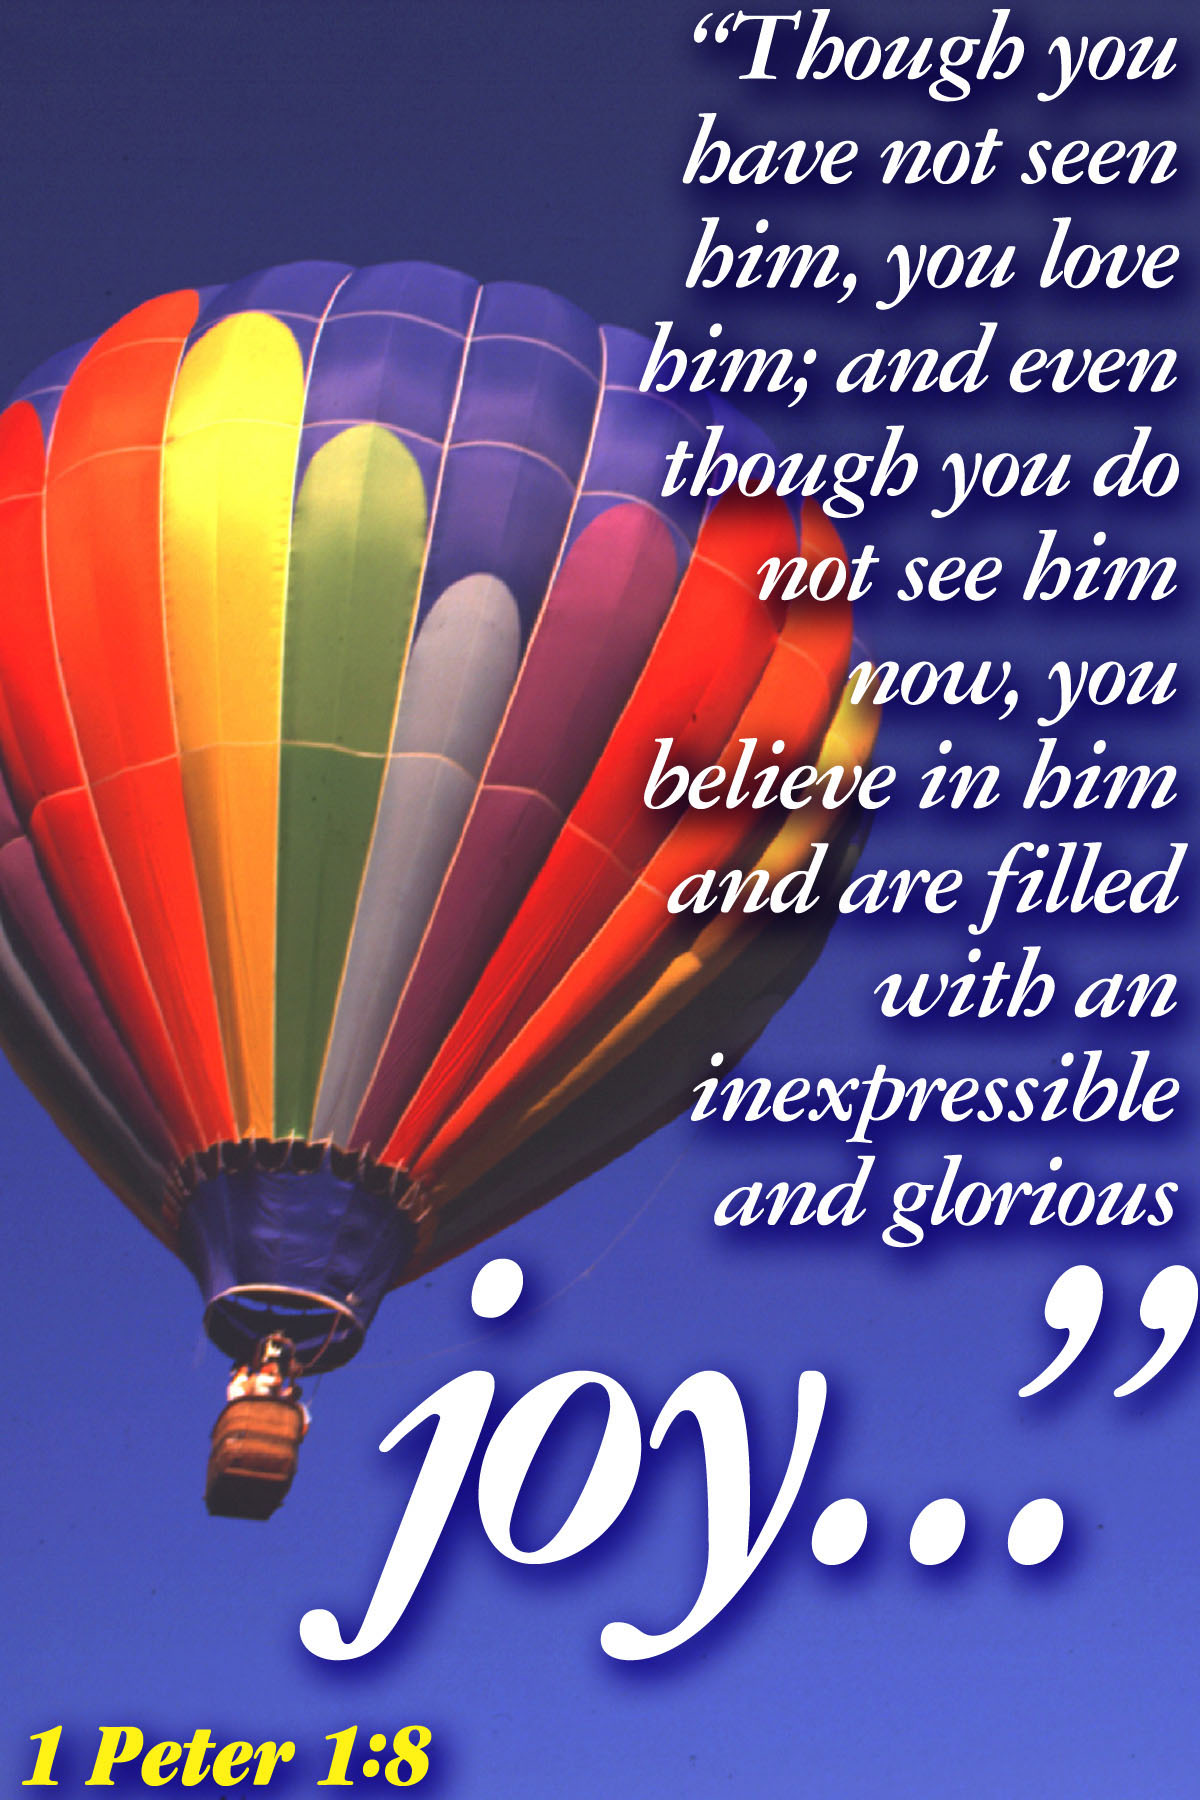 “Though you
have not seen
him, you love
him; and even
though you do
not see him
now, you
believe in him
and are filled
with an
inexpressible
and glorious
joy...”
1 Peter 1:8